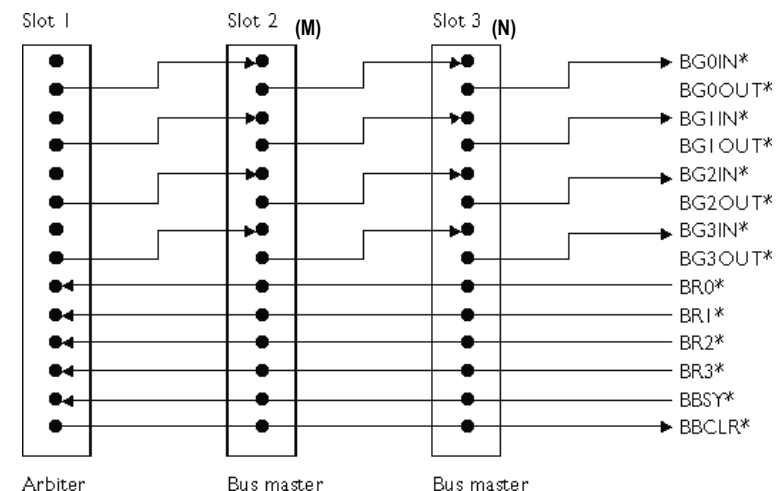 Slot 1 Slot 2 (M) Slot 3 (N)
BG0IN*
BG0OUT*
BG1IN*
BG1OUT*
BG2IN*
BG2OUT*
BG3IN*
BG3OUT*
BR0*
BR1*
BR2*
BR3*
BBSY*
BBCLR*
Arbiter Bus master Bus master